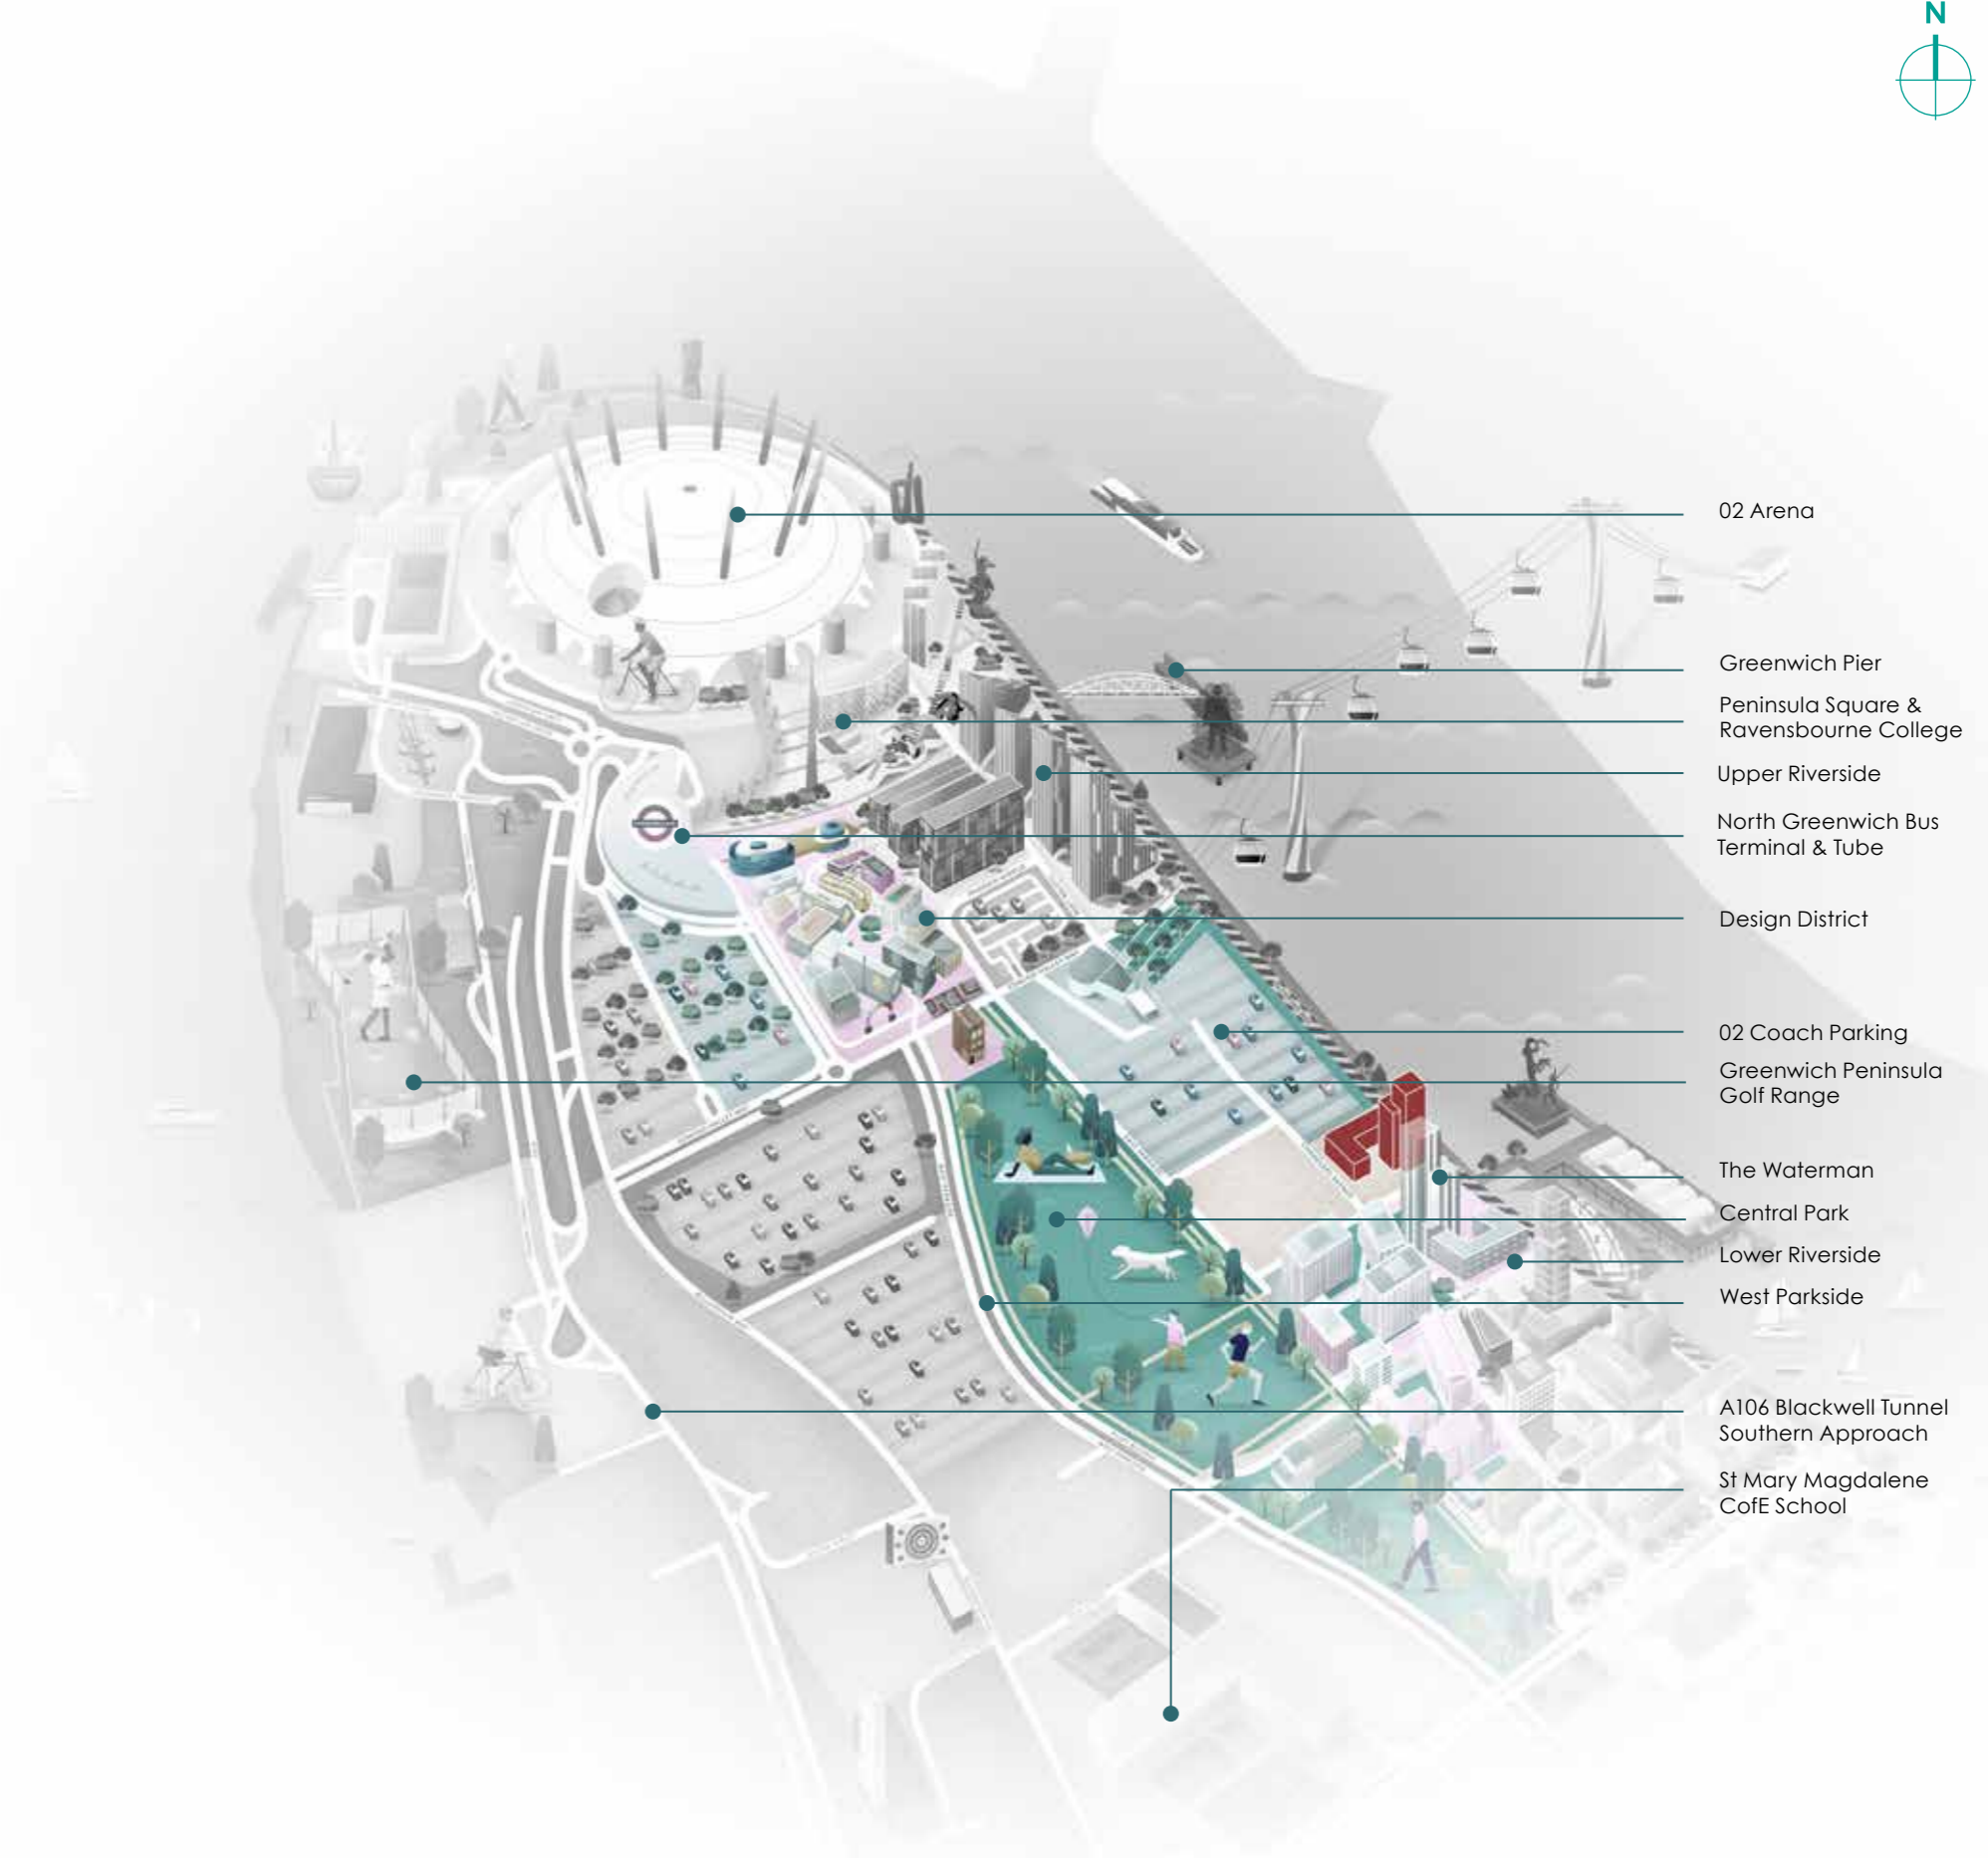 N
02 Arena
Greenwich Pier
Peninsula Square &
Ravensbourne College
Upper Riverside
North Greenwich Bus
Terminal & Tube
Design District
02 Coach Parking
Greenwich Peninsula
Golf Range
The Waterman
Central Park
Lower Riverside
West Parkside
A106 Blackwell Tunnel
Southern Approach
St Mary Magdalene
CofE School